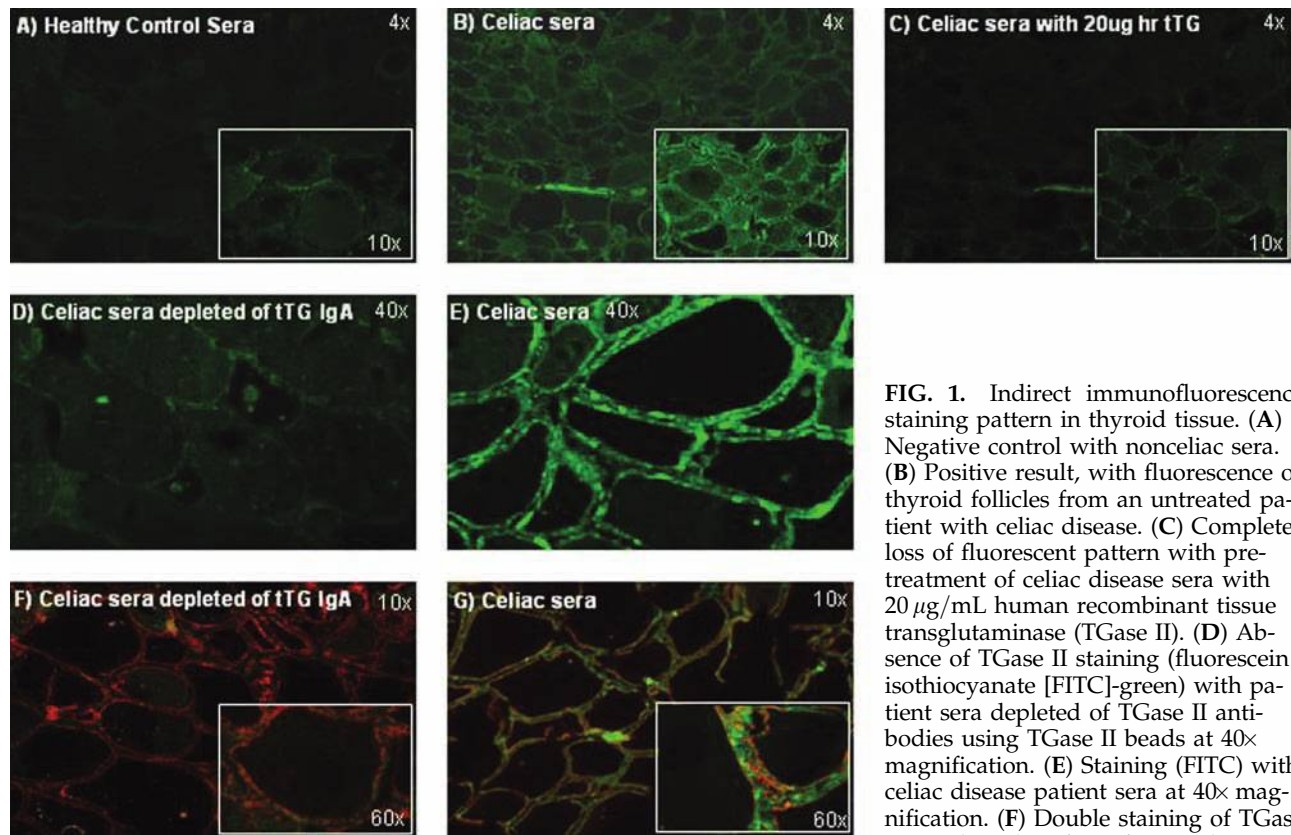 A) Healthy Control Sera 4x
10x
B) Celiac sera 4x
10x
C) Celiac sera with 20ug hr tTG 4x
10x
D) Celiac sera depleted of tTG IgA 40x
E) Celiac sera 40x
F) Celiac sera depleted of tTG IgA 10x
60x
G) Celiac sera 10x
60x
FIG. 1. Indirect immunofluorescenc
staining pattern in thyroid tissue. (A)
Negative control with nonceliac sera.
(B) Positive result, with fluorescence o
thyroid follicles from an untreated pa-
tient with celiac disease. (C) Complete
loss of fluorescent pattern with pre-
treatment of celiac disease sera with
20 μg/mL human recombinant tissue
transglutaminase (TGase II). (D) Ab-
sence of TGase II staining (fluorescein
isothiocyanate [FITC]-green) with pa-
tient sera depleted of TGase II anti-
bodies using TGase II beads at 40×
magnification. (E) Staining (FITC) with
celiac disease patient sera at 40× mag-
nification. (F) Double staining of TGas